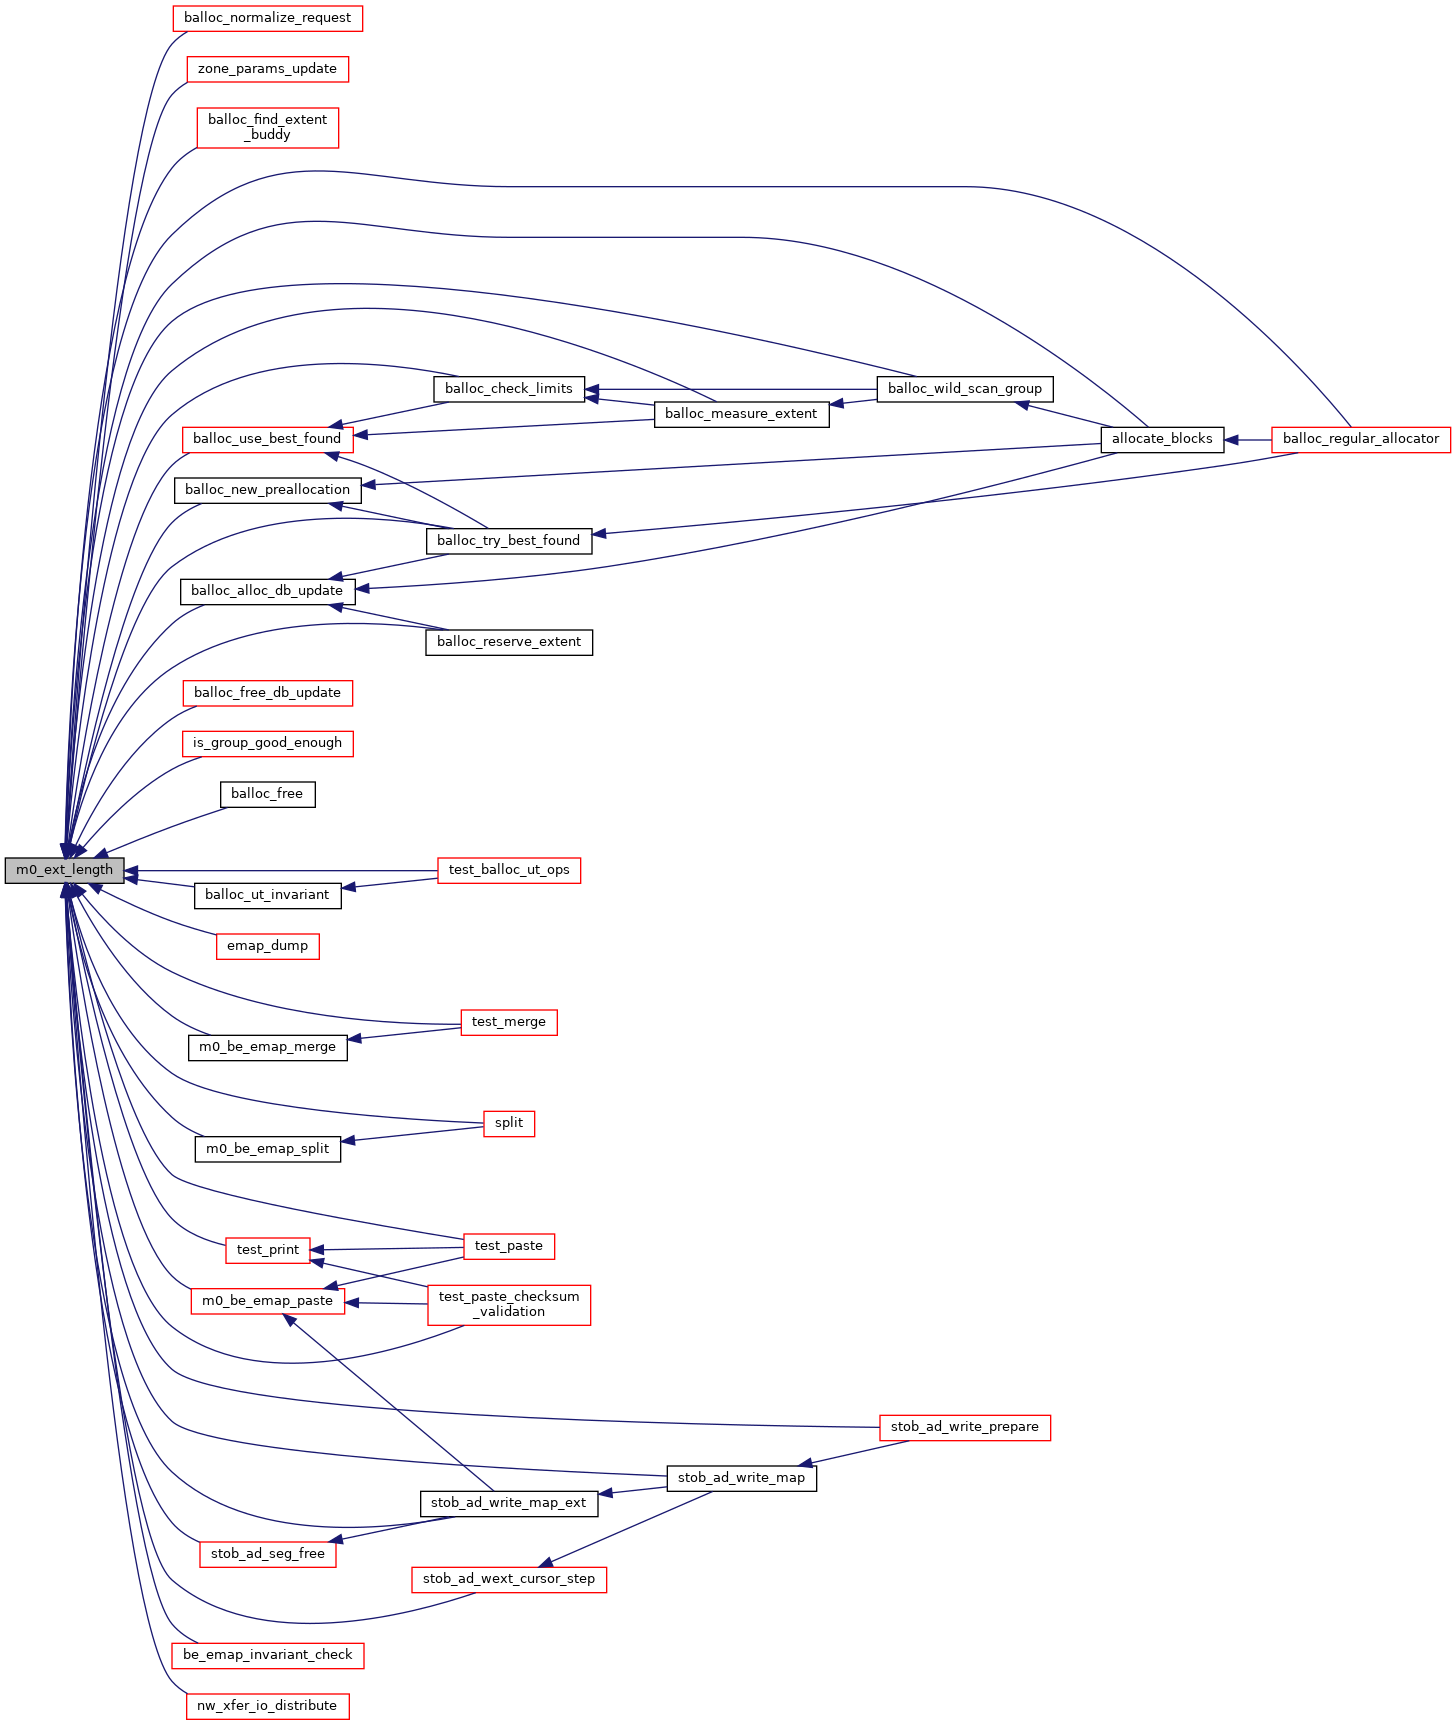 balloc_normalize_request
zone_params_update
balloc_find_extent
_buddy
balloc_check_limits
balloc_wild_scan_group
balloc_measure_extent
balloc_use_best_found
allocate_blocks
balloc_regular_allocator
balloc_new_preallocation
balloc_try_best_found
balloc_alloc_db_update
balloc_reserve_extent
balloc_free_db_update
is_group_good_enough
balloc_free
m0_ext_length
test_balloc_ut_ops
balloc_ut_invariant
emap_dump
test_merge
m0_be_emap_merge
split
m0_be_emap_split
test_print
test_paste
m0_be_emap_paste
test_paste_checksum
_validation
stob_ad_write_prepare
stob_ad_write_map
stob_ad_write_map_ext
stob_ad_seg_free
stob_ad_wext_cursor_step
be_emap_invariant_check
nw_xfer_io_distribute